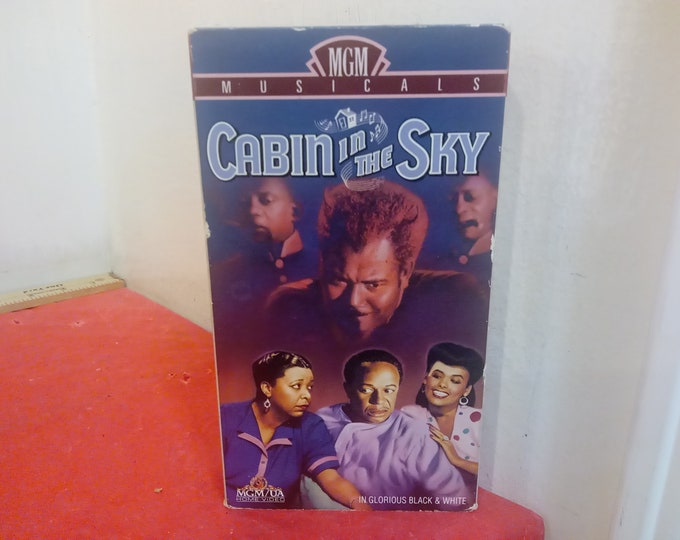 MGM
MUSICALS
CABIN IN THE SKY
MGM/UA
HOME VIDEO
IN GLORIOUS BLACK & WHITE